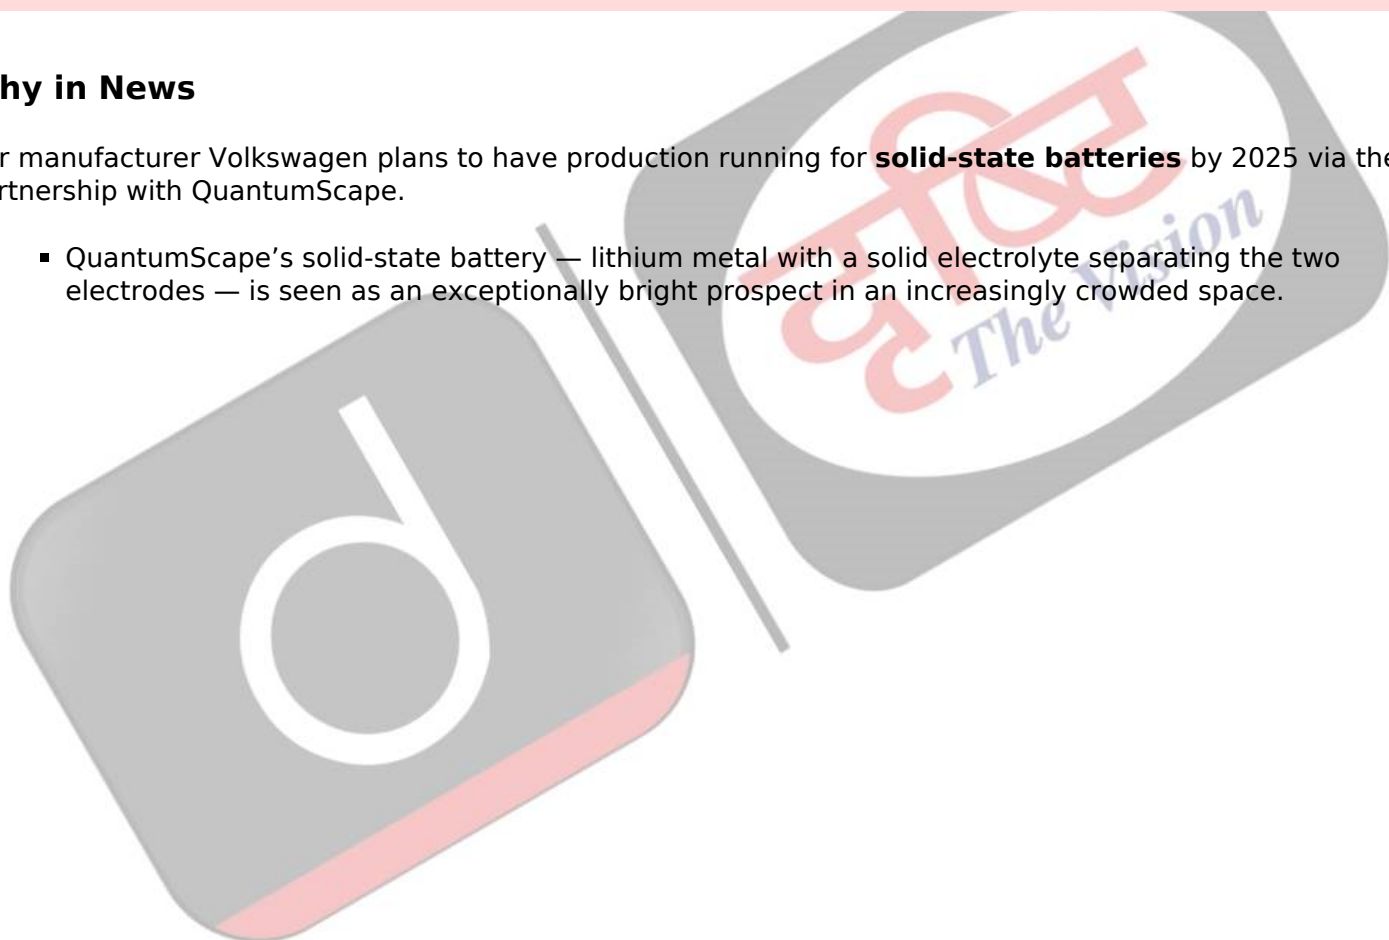 hy in News
r manufacturer Volkswagen plans to have production running for solid-state batteries by 2025 via the
rtnership with QuantumScape.
▪ QuantumScape’s solid-state battery — lithium metal with a solid electrolyte separating the two
electrodes — is seen as an exceptionally bright prospect in an increasingly crowded space.
दृष्टि
The Vision
d